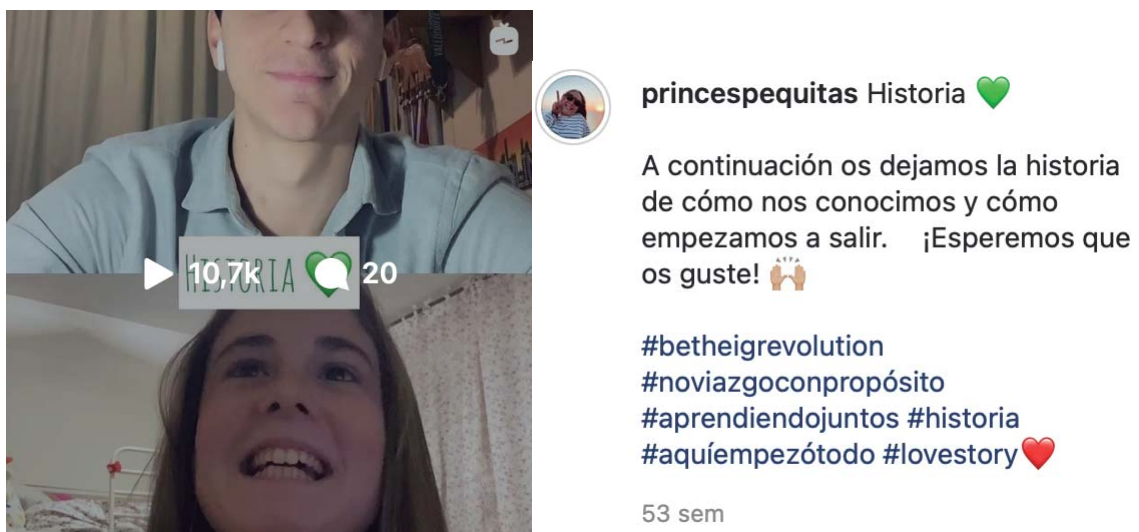 HISTORIA 💚
10,7k 20
princespequitas Historia 💚
A continuación os dejamos la historia
de cómo nos conocimos y cómo
empezamos a salir. ¡Esperemos que
os guste! 🙌🏼
#betheigrevolution
#noviazgoconpropósito
#aprendiendojuntos #historia
#aquíempezótodo #lovestory❤️
53 sem